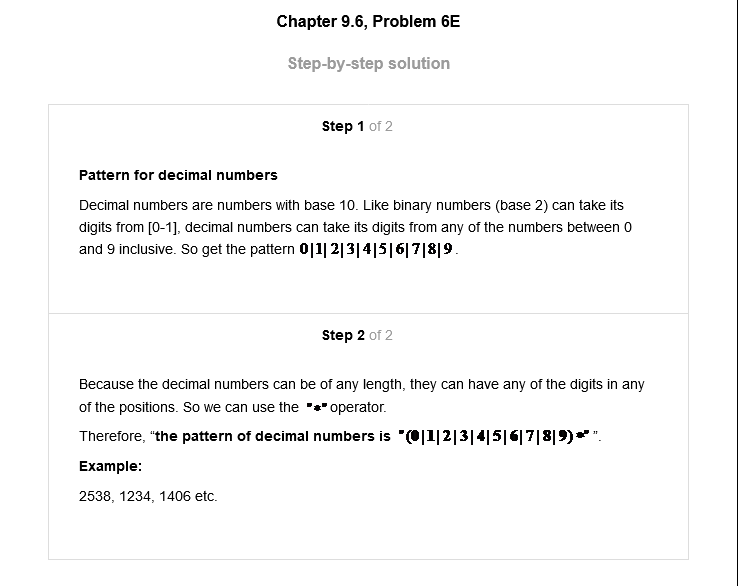 Chapter 9.6, Problem 6E
Step-by-step solution
Step 1 of 2
Pattern for decimal numbers
Decimal numbers are numbers with base 10. Like binary numbers (base 2) can take its
digits from [0-1], decimal numbers can take its digits from any of the numbers between 0
and 9 inclusive. So get the pattern 0|1|2|3|4|5|6|7|8|9.
Step 2 of 2
Because the decimal numbers can be of any length, they can have any of the digits in any
of the positions. So we can use the "*" operator.
Therefore, “the pattern of decimal numbers is "(0|1|2|3|4|5|6|7|8|9)*" ”.
Example:
2538, 1234, 1406 etc.